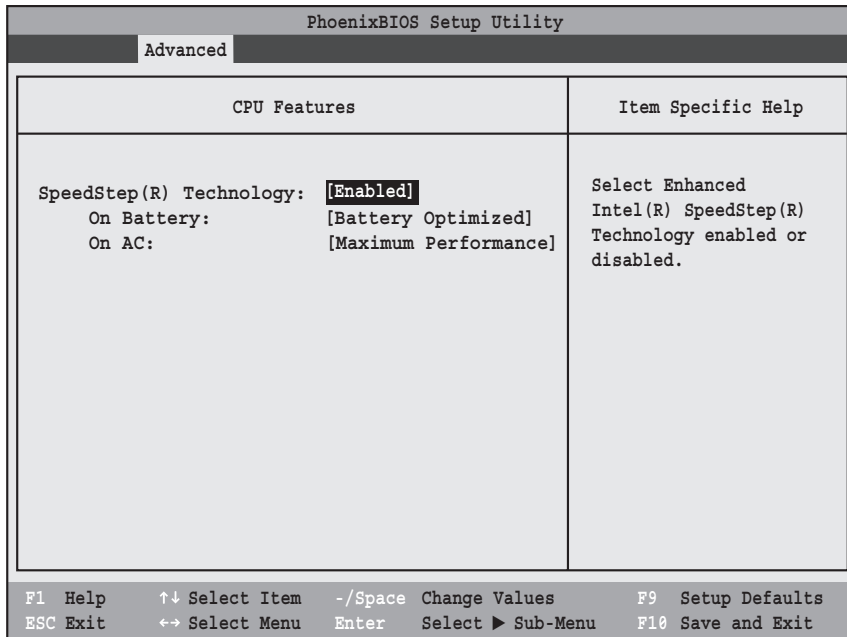 PhoenixBIOS Setup Utility
Advanced
CPU Features
Item Specific Help
SpeedStep(R) Technology: [Enabled]
On Battery: [Battery Optimized]
On AC: [Maximum Performance]
Select Enhanced
Intel(R) SpeedStep(R)
Technology enabled or
disabled.
F1 Help ↑↓ Select Item -/Space Change Values F9 Setup Defaults
ESC Exit ←→ Select Menu Enter Select ▶ Sub-Menu F10 Save and Exit